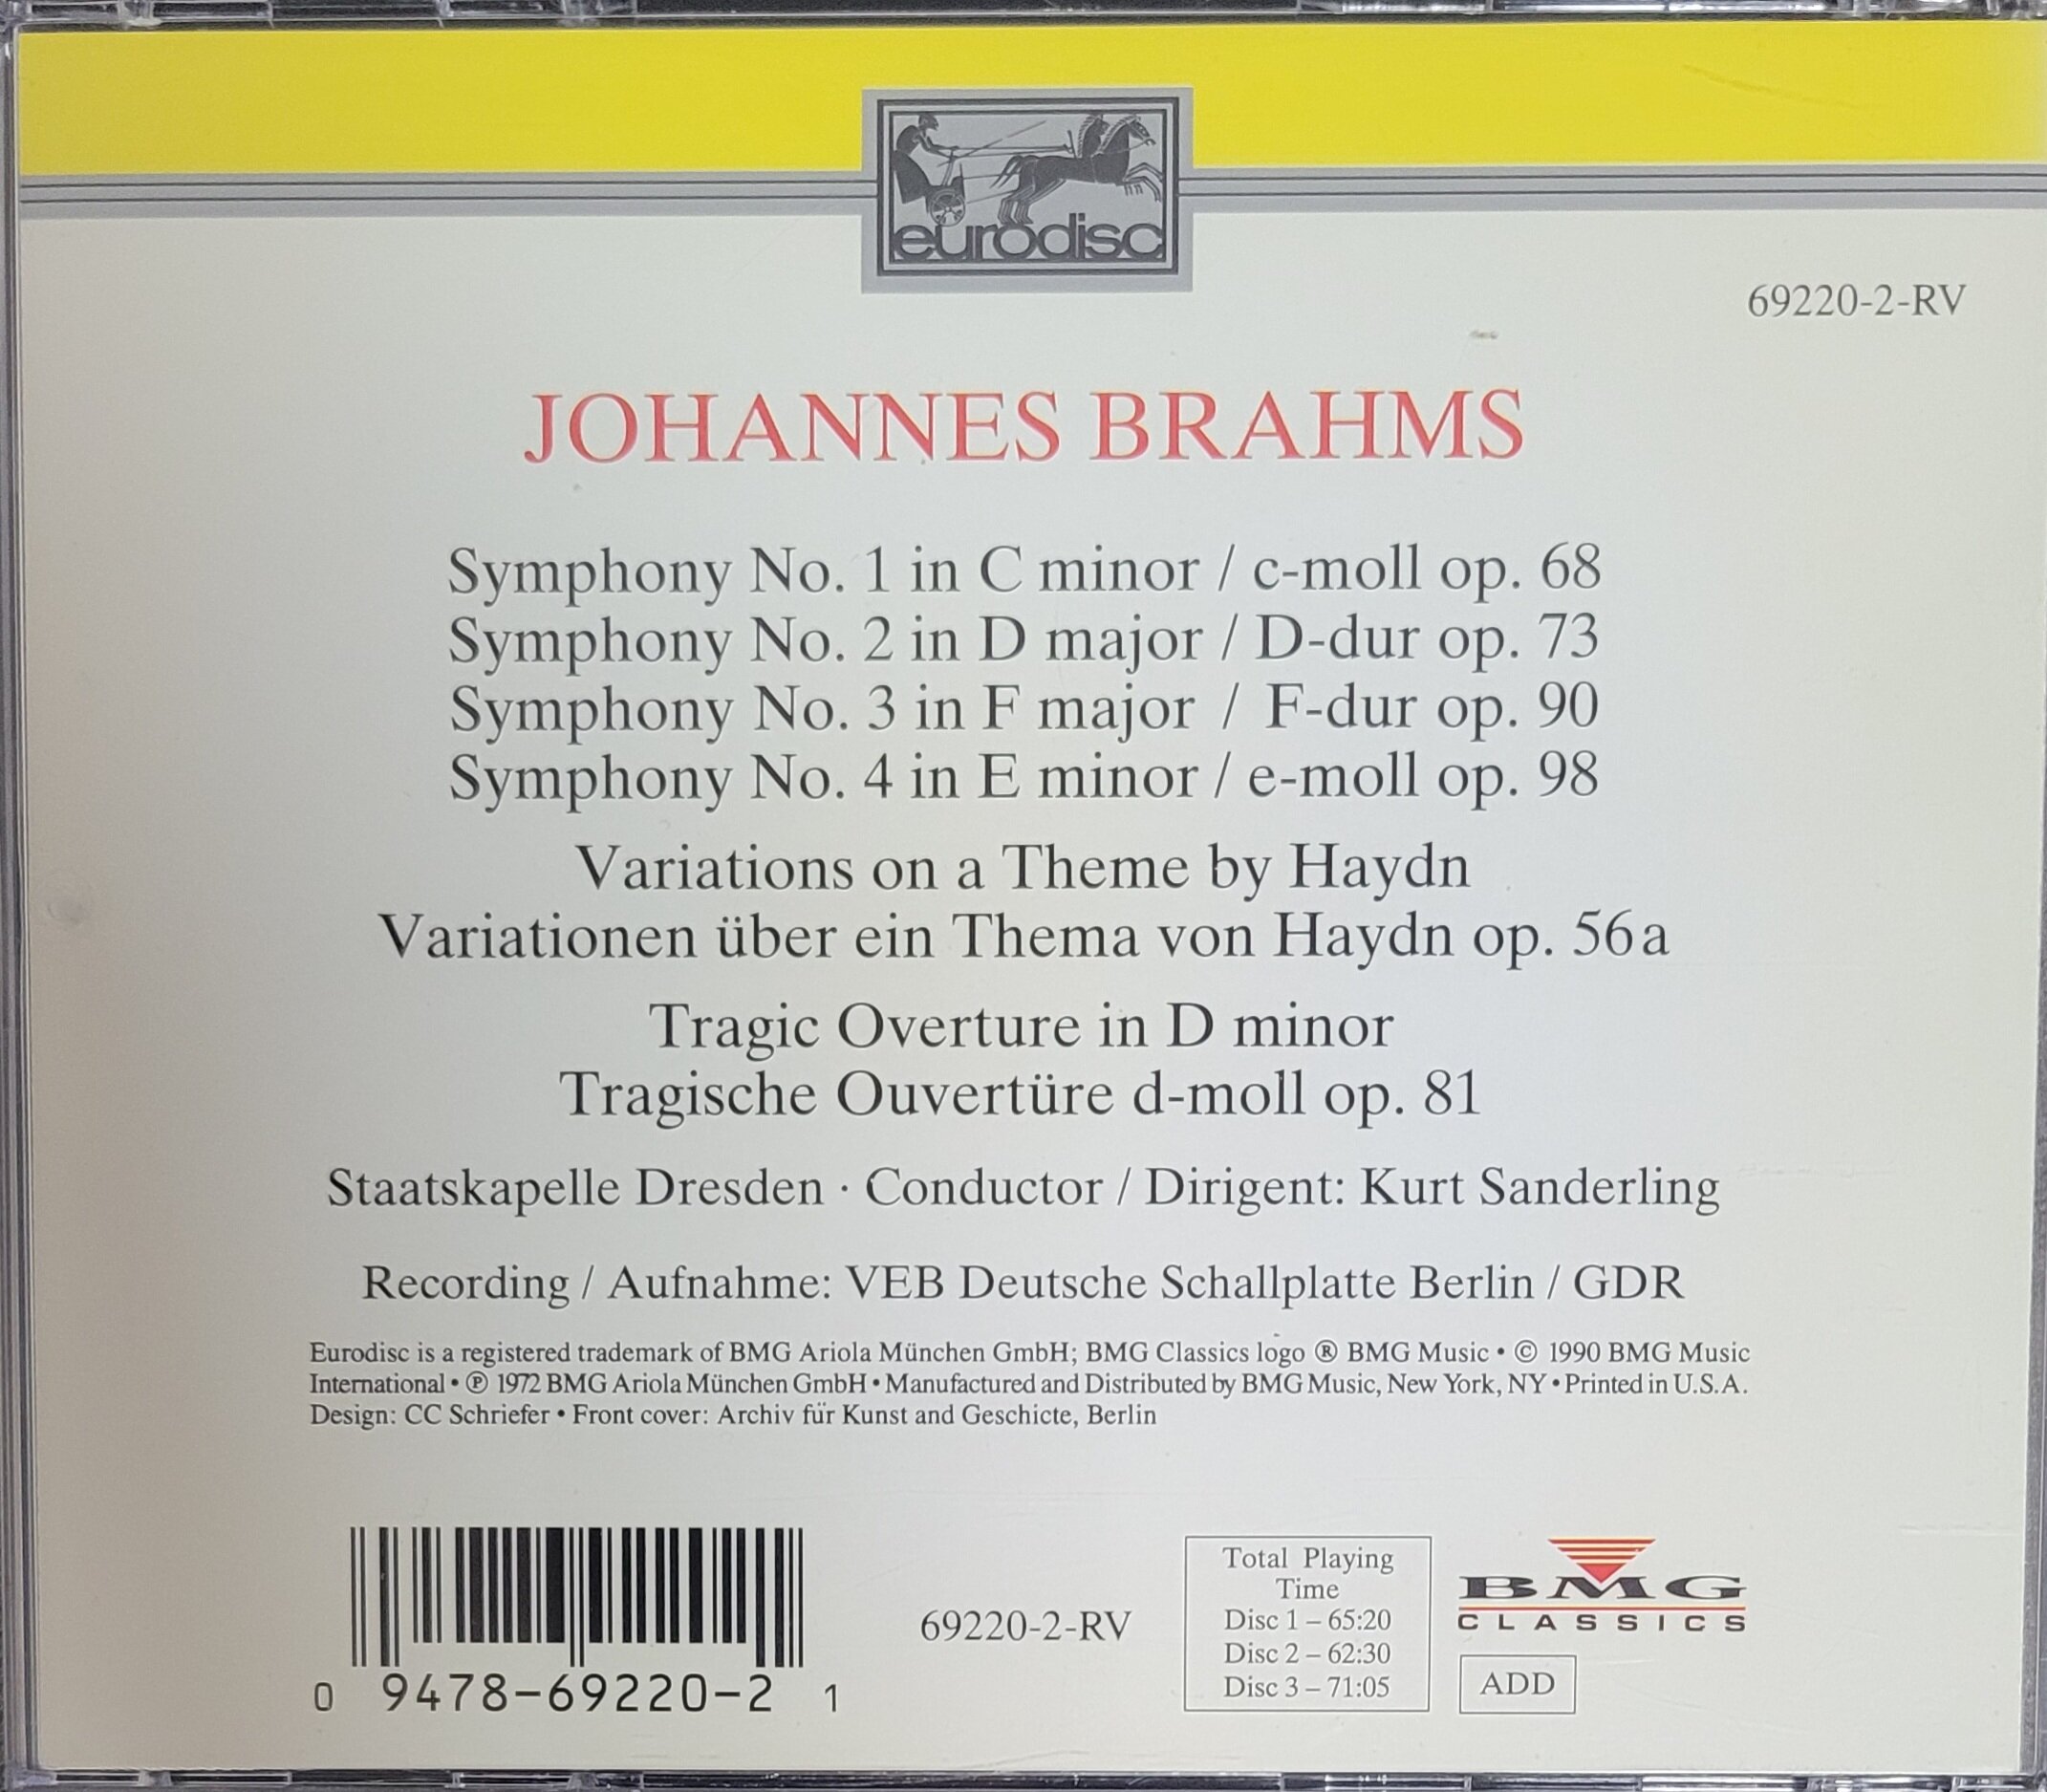 eurodisc
69220-2-RV
JOHANNES BRAHMS
Symphony No. 1 in C minor / c-moll op. 68
Symphony No. 2 in D major / D-dur op. 73
Symphony No. 3 in F major / F-dur op. 90
Symphony No. 4 in E minor / e-moll op. 98
Variations on a Theme by Haydn
Variationen über ein Thema von Haydn op. 56a
Tragic Overture in D minor
Tragische Ouvertüre d-moll op. 81
Staatskapelle Dresden · Conductor / Dirigent: Kurt Sanderling
Recording / Aufnahme: VEB Deutsche Schallplatte Berlin / GDR
Eurodisc is a registered trademark of BMG Ariola München GmbH; BMG Classics logo ® BMG Music • © 1990 BMG Music
International • ℗ 1972 BMG Ariola München GmbH • Manufactured and Distributed by BMG Music, New York, NY • Printed in U.S.A.
Design: CC Schriefer • Front cover: Archiv für Kunst and Geschicte, Berlin
0 9478-69220-2 1
69220-2-RV
Total Playing
Time
Disc 1 – 65:20
Disc 2 – 62:30
Disc 3 – 71:05
BMG
CLASSICS
ADD